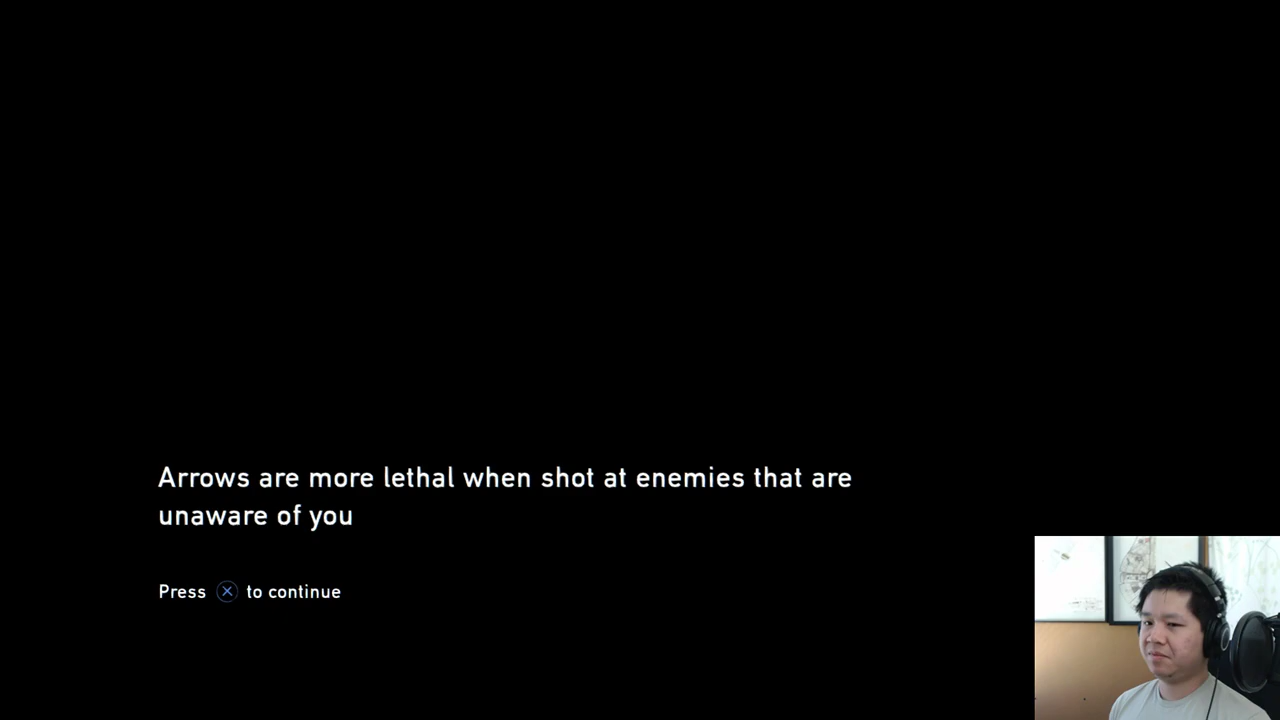 Arrows are more lethal when shot at enemies that are
unaware of you
Press ⓧ to continue